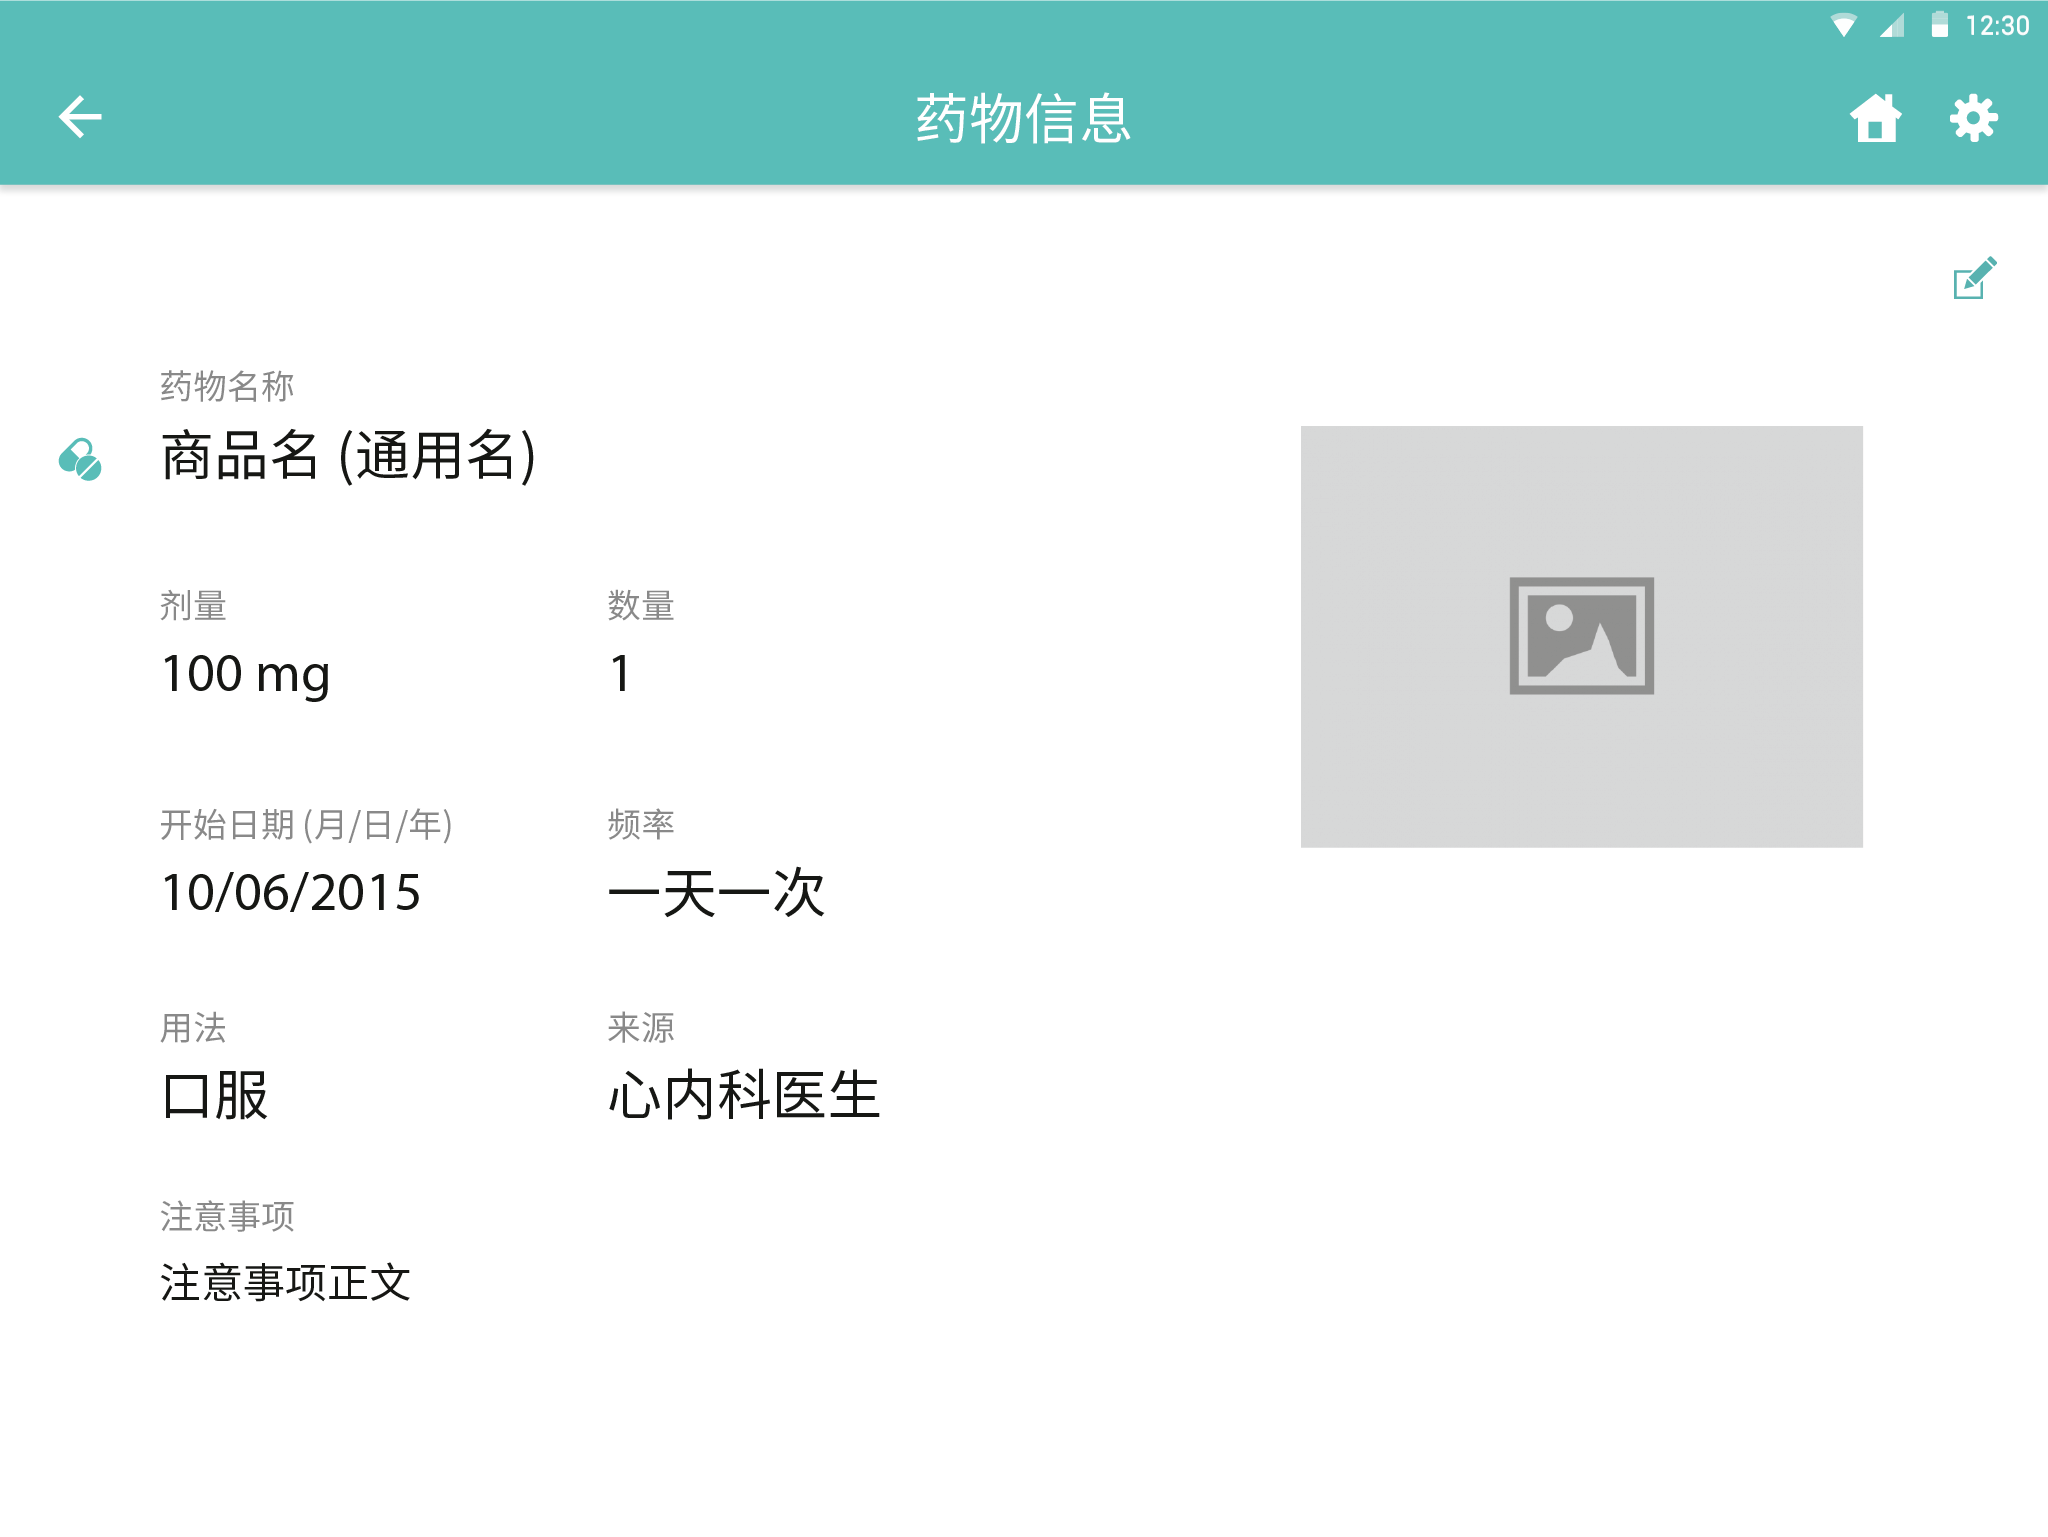 12:30
药物信息
药物名称
商品名 (通用名)
剂量
数量
100 mg
1
开始日期 (月/日/年)
频率
10/06/2015
一天一次
用法
来源
口服
心内科医生
注意事项
注意事项正文